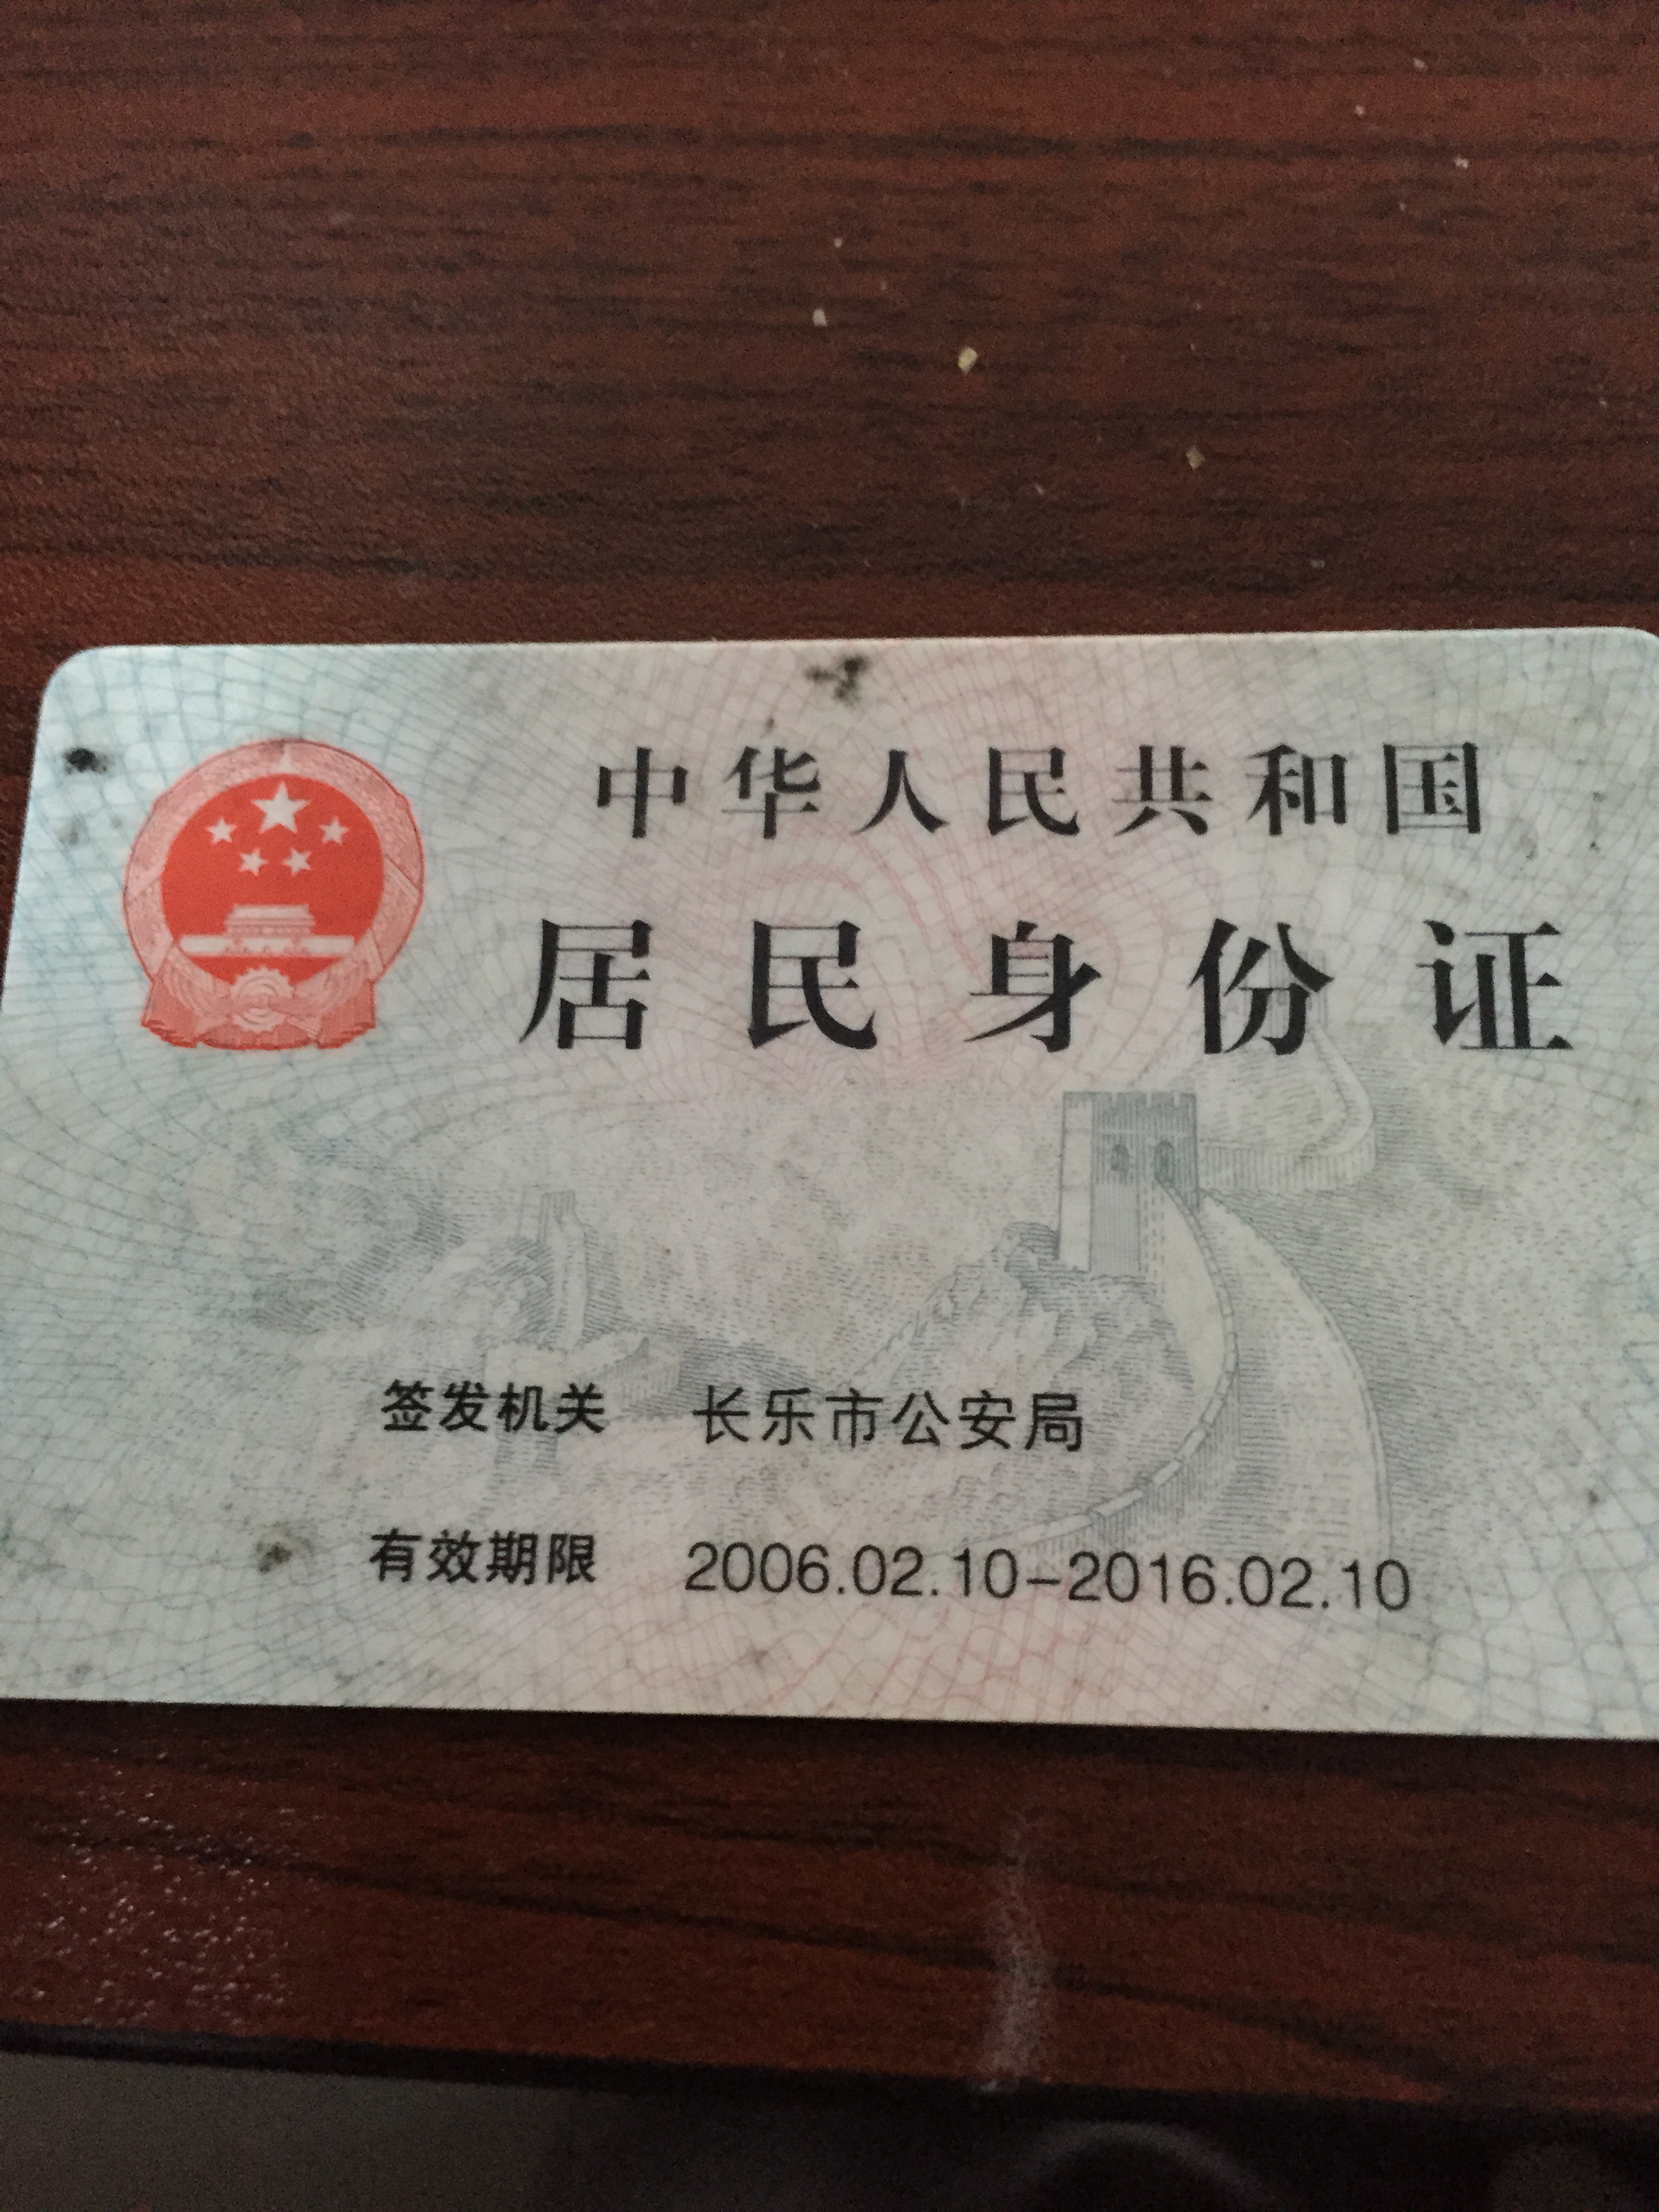 中华人民共和国
居民身份证
签发机关 长乐市公安局
有效期限 2006.02.10-2016.02.10